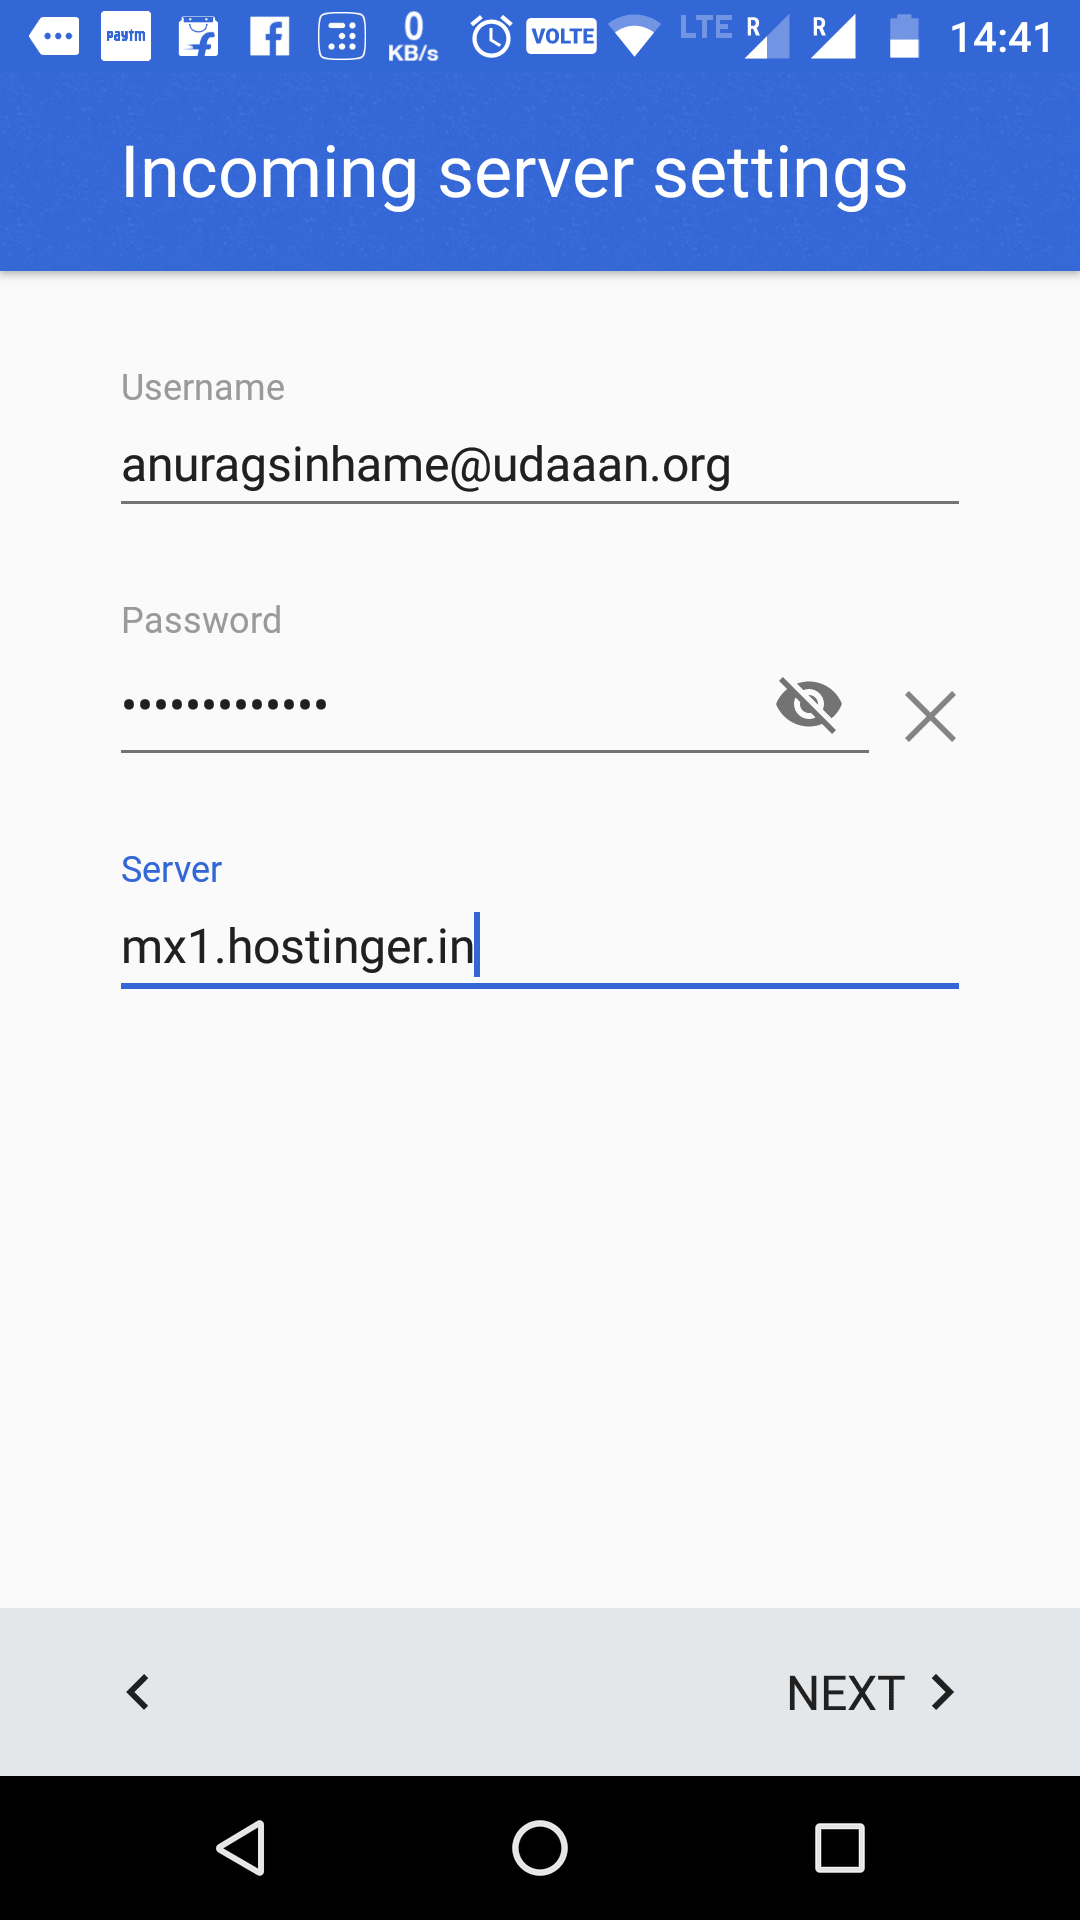 paytm 0 KB/s VOLTE LTE R R 14:41
Incoming server settings
Username
anuragsinhame@udaaan.org
Password
•••••••••••••
Server
mx1.hostinger.in
NEXT